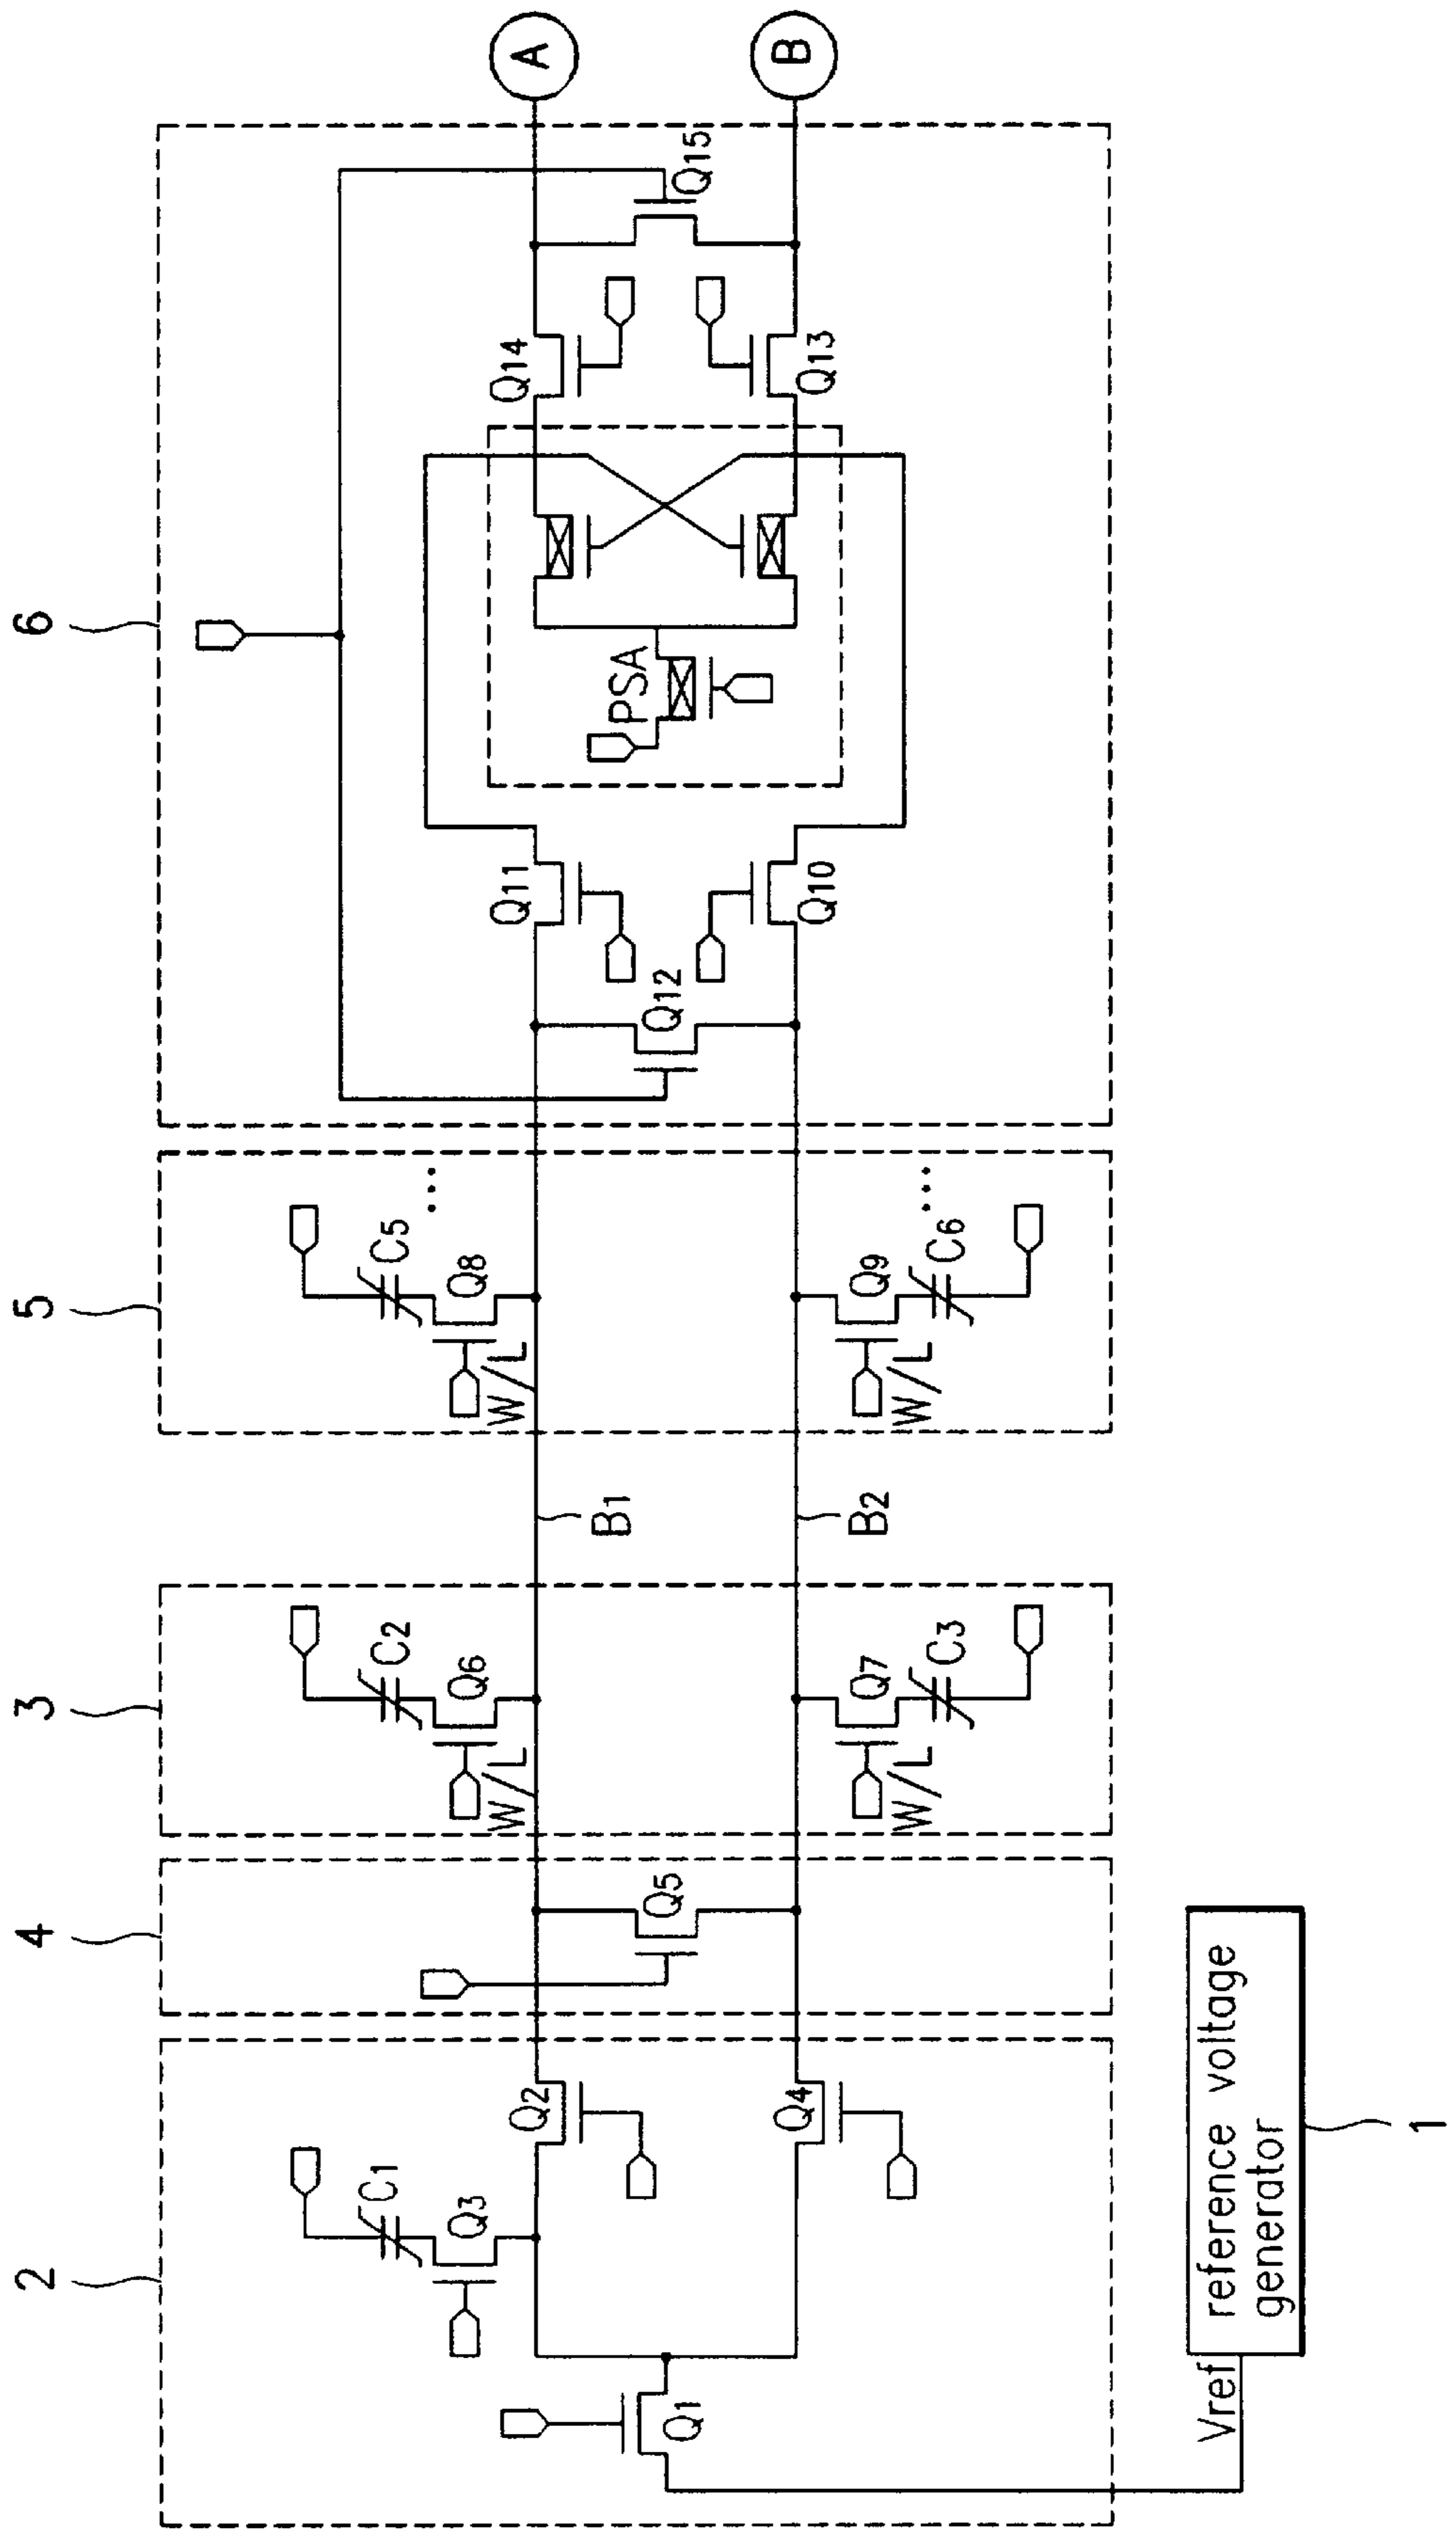 2
4
3
5
6
C1
Q3
Q2
Q1
Q4
Q5
C2
Q6
W/L
Q7
C3
W/L
B1
B2
C5
Q8
W/L
Q9
C6
W/L
Q12
Q11
Q10
PSA
Q14
Q13
Q15
A
B
Vref
reference voltage
generator
1